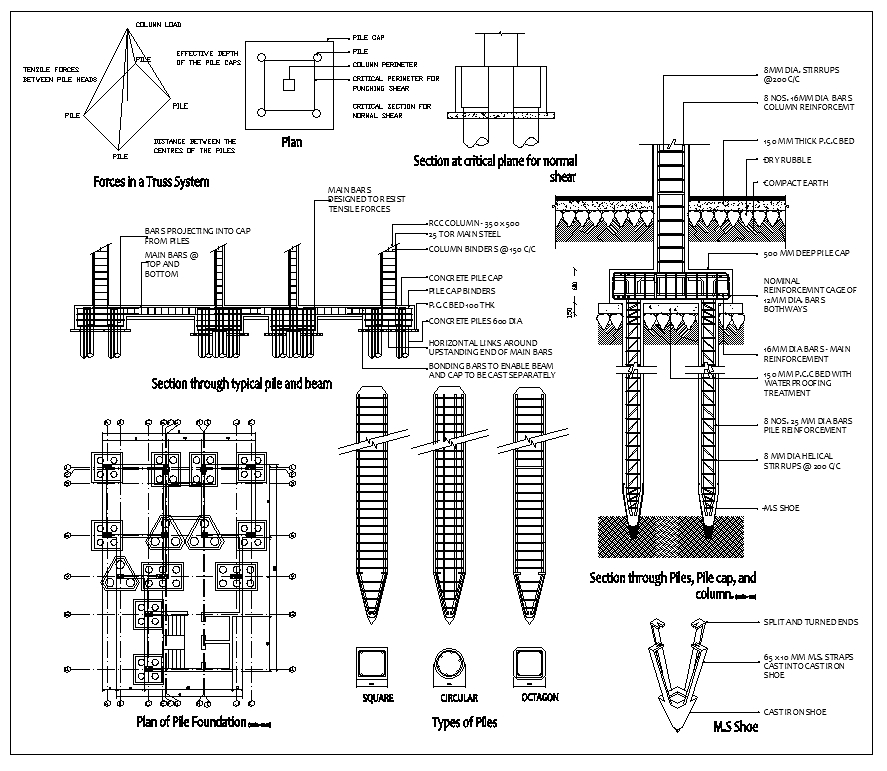 COLUMN LOAD
PILE
TENSILE FORCES
BETWEEN PILE HEADS
PILE
PILE
PILE
DISTANCE BETWEEN THE
CENTRES OF THE PILES
Forces in a Truss System
EFFECTIVE DEPTH
OF THE PILE CAPS
PILE CAP
PILE
COLUMN PERIMETER
CRITICAL PERIMETER FOR
PUNCHING SHEAR
CRITICAL SECTION FOR
NORMAL SHEAR
Plan
Section at critical plane for normal
shear
8MM DIA. STIRRUPS
@200 C/C
8 NOS. 16MM DIA BARS
COLUMN REINFORCEMT
150 MM THICK P.C.C BED
DRY RUBBLE
COMPACT EARTH
500 MM DEEP PILE CAP
NOMINAL
REINFORCEMNT CAGE OF
12MM DIA. BARS
BOTHWAYS
16MM DIA BARS - MAIN
REINFORCEMENT
150 MM P.C.C BED WITH
WATERPROOFING
TREATMENT
8 NOS. 25 MM DIA BARS
PILE REINFORCEMENT
8 MM DIA HELICAL
STIRRUPS @ 200 C/C
M.S SHOE
Section through Piles, Pile cap, and
column.
MAIN BARS
DESIGNED TO RESIST
TENSILE FORCES
BARS PROJECTING INTO CAP
FROM PILES
MAIN BARS @
TOP AND
BOTTOM
RCC COLUMN - 350 x 500
25 TOR MAIN STEEL
COLUMN BINDERS @ 150 C/C
CONCRETE PILE CAP
PILE CAP BINDERS
P.C.C BED 100 THK
CONCRETE PILES 600 DIA
HORIZONTAL LINKS AROUND
UPSTANDING END OF MAIN BARS
BONDING BARS TO ENABLE BEAM
AND CAP TO BE CAST SEPARATELY
Section through typical pile and beam
Plan of Pile Foundation
SQUARE
CIRCULAR
OCTAGON
Types of Piles
SPLIT AND TURNED ENDS
65 x 10 MM M.S. STRAPS
CAST INTO CAST IRON
SHOE
CAST IRON SHOE
M.S Shoe